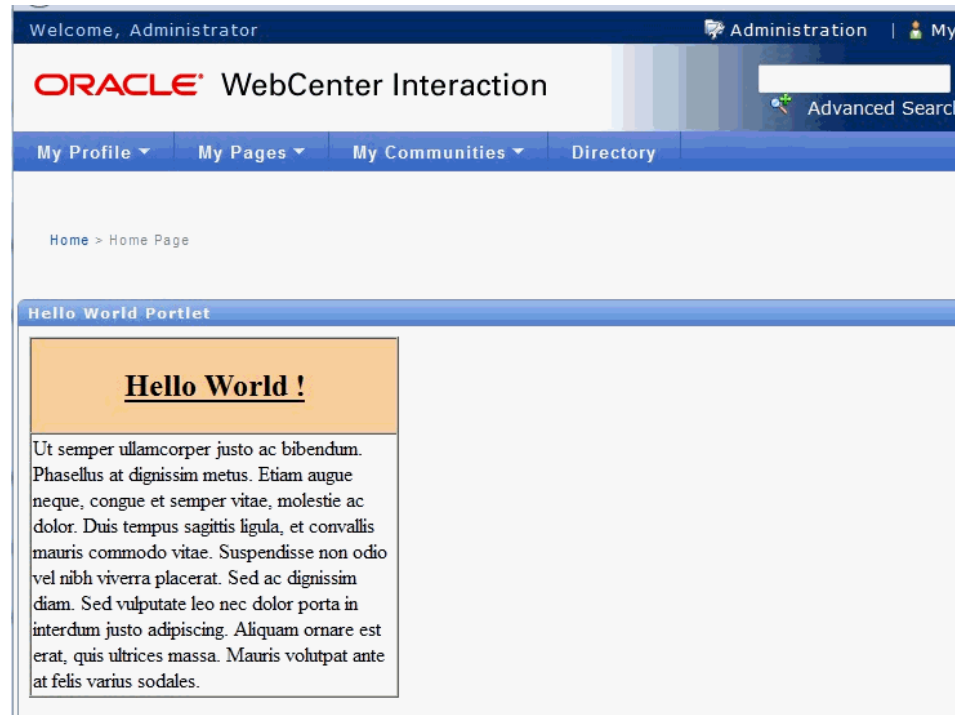 Welcome, Administrator
Administration | My
ORACLE WebCenter Interaction
Advanced Search
My Profile My Pages My Communities Directory
Home > Home Page
Hello World Portlet
Hello World !
Ut semper ullamcorper justo ac bibendum.
Phasellus at dignissim metus. Etiam augue
neque, congue et semper vitae, molestie ac
dolor. Duis tempus sagittis ligula, et convallis
mauris commodo vitae. Suspendisse non odio
vel nibh viverra placerat. Sed ac dignissim
diam. Sed vulputate leo nec dolor porta in
interdum justo adipiscing. Aliquam ornare est
erat, quis ultrices massa. Mauris volutpat ante
at felis varius sodales.